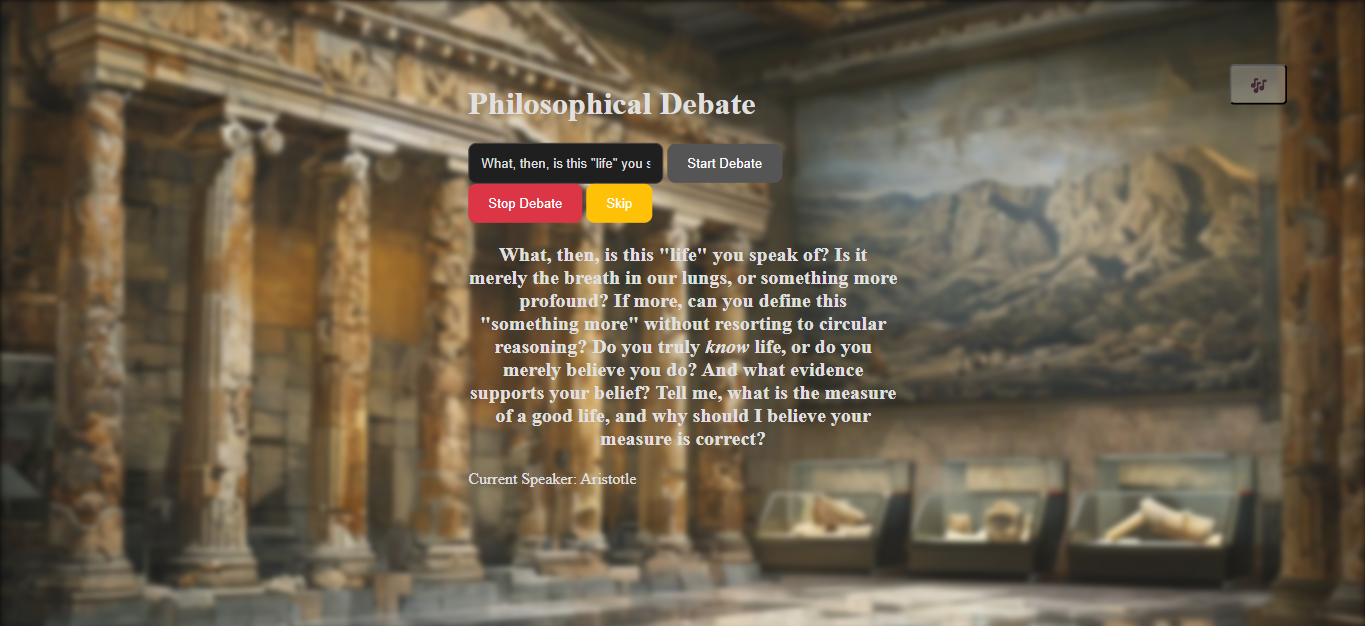 Philosophical Debate
What, then, is this "life" you s
Start Debate
Stop Debate
Skip
What, then, is this "life" you speak of? Is it
merely the breath in our lungs, or something more
profound? If more, can you define this
"something more" without resorting to circular
reasoning? Do you truly know life, or do you
merely believe you do? And what evidence
supports your belief? Tell me, what is the measure
of a good life, and why should I believe your
measure is correct?
Current Speaker: Aristotle